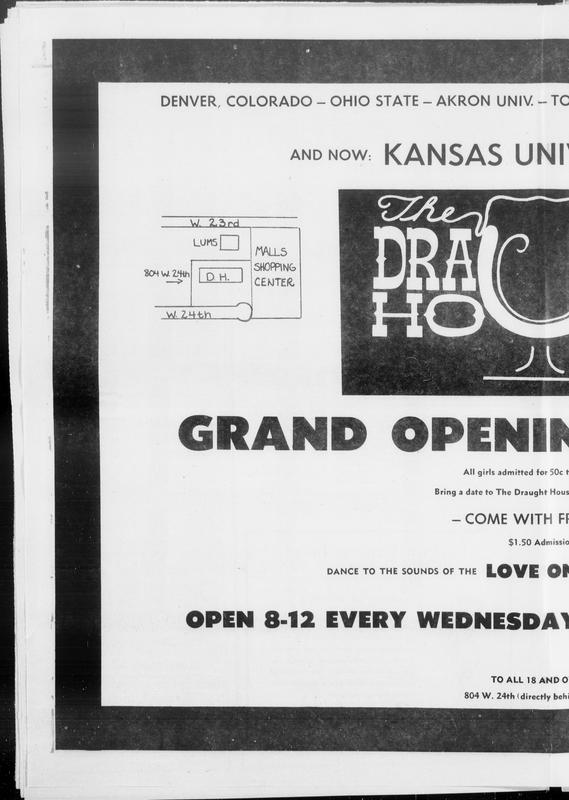 DENVER, COLORADO – OHIO STATE – AKRON UNIV. – TO
AND NOW: KANSAS UNI
W. 23rd
LUMS
MALLS
SHOPPING
CENTER
804 W. 24th
D.H.
W. 24th
The
DRAU
HO
GRAND OPENIN
All girls admitted for 50c t
Bring a date to The Draught Hous
– COME WITH FR
$1.50 Admissio
DANCE TO THE SOUNDS OF THE LOVE ON
OPEN 8-12 EVERY WEDNESDAY
TO ALL 18 AND O
804 W. 24th (directly behi